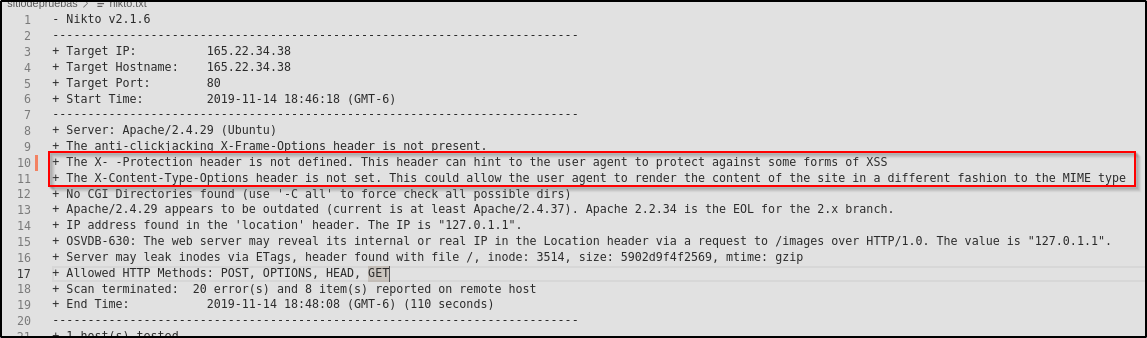 sitiodepruebas > nikto.txt
1 - Nikto v2.1.6
2 ---------------------------------------------------------------------------
3 + Target IP: 165.22.34.38
4 + Target Hostname: 165.22.34.38
5 + Target Port: 80
6 + Start Time: 2019-11-14 18:46:18 (GMT-6)
7 ---------------------------------------------------------------------------
8 + Server: Apache/2.4.29 (Ubuntu)
9 + The anti-clickjacking X-Frame-Options header is not present.
10 + The X- -Protection header is not defined. This header can hint to the user agent to protect against some forms of XSS
11 + The X-Content-Type-Options header is not set. This could allow the user agent to render the content of the site in a different fashion to the MIME type
12 + No CGI Directories found (use '-C all' to force check all possible dirs)
13 + Apache/2.4.29 appears to be outdated (current is at least Apache/2.4.37). Apache 2.2.34 is the EOL for the 2.x branch.
14 + IP address found in the 'location' header. The IP is "127.0.1.1".
15 + OSVDB-630: The web server may reveal its internal or real IP in the Location header via a request to /images over HTTP/1.0. The value is "127.0.1.1".
16 + Server may leak inodes via ETags, header found with file /, inode: 3514, size: 5902d9f4f2569, mtime: gzip
17 + Allowed HTTP Methods: POST, OPTIONS, HEAD, GET
18 + Scan terminated: 20 error(s) and 8 item(s) reported on remote host
19 + End Time: 2019-11-14 18:48:08 (GMT-6) (110 seconds)
20 ---------------------------------------------------------------------------
21 + 1 host(s) tested